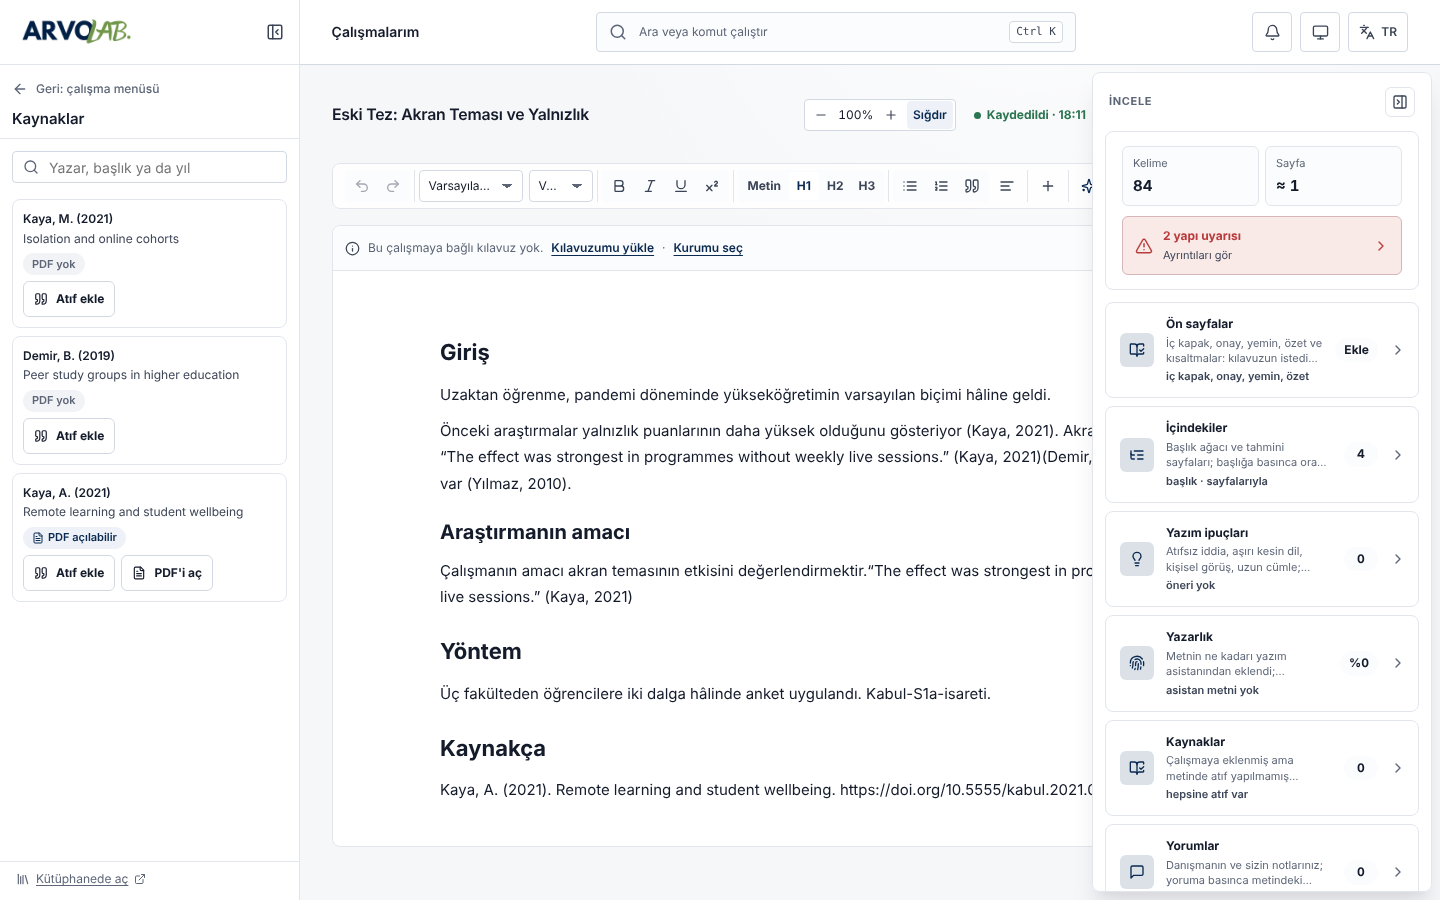 ARVOLAB.
Çalışmalarım
Ara veya komut çalıştır
Ctrl K
TR
Geri: çalışma menüsü
Kaynaklar
Yazar, başlık ya da yıl
Kaya, M. (2021)
Isolation and online cohorts
PDF yok
Atıf ekle
Demir, B. (2019)
Peer study groups in higher education
PDF yok
Atıf ekle
Kaya, A. (2021)
Remote learning and student wellbeing
PDF açılabilir
Atıf ekle
PDF'i aç
Kütüphanede aç
Eski Tez: Akran Teması ve Yalnızlık
100%
Sığdır
Kaydedildi · 18:11
Varsayıla...
V...
B I U x²
Metin H1 H2 H3
Bu çalışmaya bağlı kılavuz yok. Kılavuzumu yükle · Kurumu seç
Giriş
Uzaktan öğrenme, pandemi döneminde yükseköğretimin varsayılan biçimi hâline geldi.
Önceki araştırmalar yalnızlık puanlarının daha yüksek olduğunu gösteriyor (Kaya, 2021). Akra
“The effect was strongest in programmes without weekly live sessions.” (Kaya, 2021)(Demir,
var (Yılmaz, 2010).
Araştırmanın amacı
Çalışmanın amacı akran temasının etkisini değerlendirmektir.“The effect was strongest in pro
live sessions.” (Kaya, 2021)
Yöntem
Üç fakülteden öğrencilere iki dalga hâlinde anket uygulandı. Kabul-S1a-isareti.
Kaynakça
Kaya, A. (2021). Remote learning and student wellbeing. https://doi.org/10.5555/kabul.2021.0
İNCELE
Kelime
84
Sayfa
≈ 1
2 yapı uyarısı
Ayrıntıları gör
Ön sayfalar
İç kapak, onay, yemin, özet ve
kısaltmalar: kılavuzun istedi...
iç kapak, onay, yemin, özet
Ekle
İçindekiler
Başlık ağacı ve tahmini
sayfaları; başlığa basınca ora...
başlık · sayfalarıyla
4
Yazım ipuçları
Atıfsız iddia, aşırı kesin dil,
kişisel görüş, uzun cümle;...
öneri yok
0
Yazarlık
Metnin ne kadarı yazım
asistanından eklendi;...
asistan metni yok
%0
Kaynaklar
Çalışmaya eklenmiş ama
metinde atıf yapılmamış...
hepsine atıf var
0
Yorumlar
Danışmanın ve sizin notlarınız;
yoruma basınca metindeki...
0